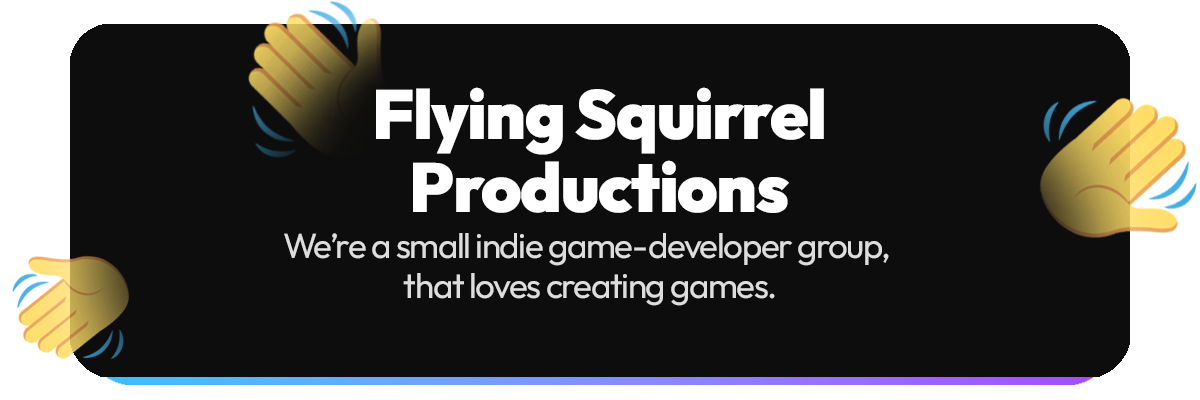 Flying Squirrel
Productions
We’re a small indie game-developer group,
that loves creating games.